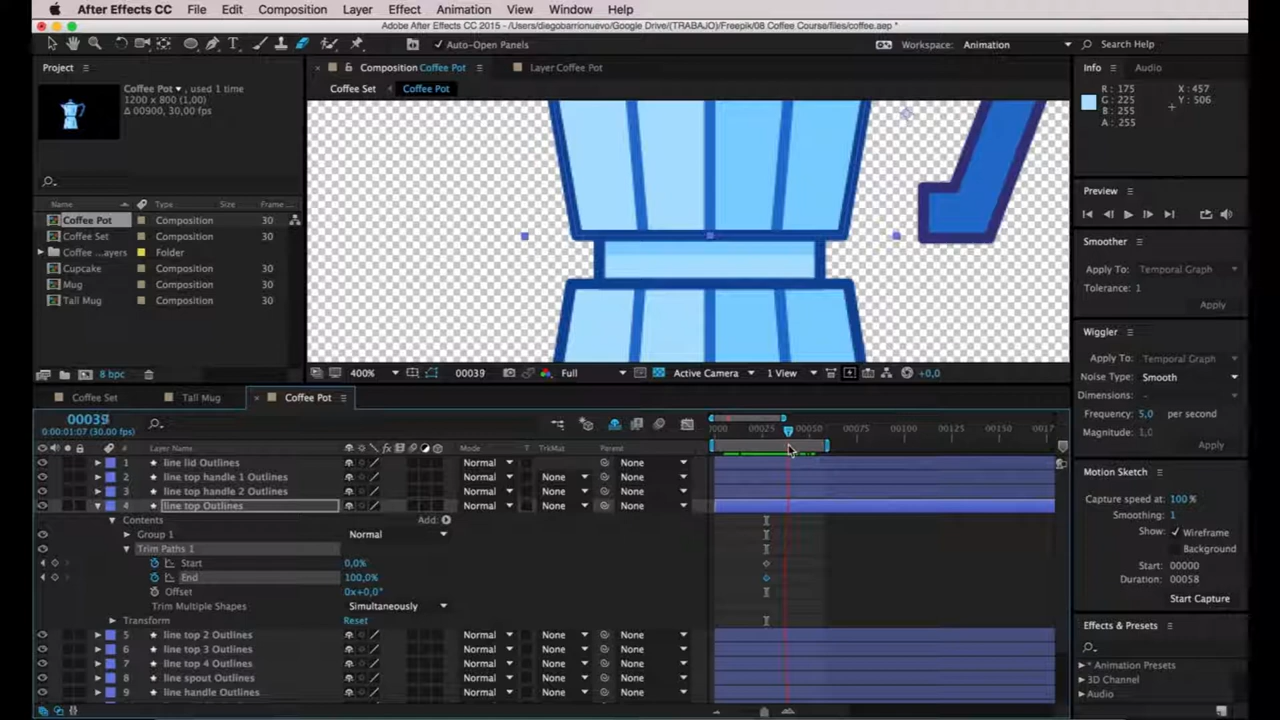 After Effects CC File Edit Composition Layer Effect Animation View Window Help
Adobe After Effects CC 2015 - /Users/diegobarrionuevo/Google Drive/(TRABAJO)/Freepik/08 Coffee Course/files/coffee.aep *
Auto-Open Panels Workspace: Animation Search Help
Project
Composition Coffee Pot Layer Coffee Pot
Info Audio
Coffee Pot , used 1 time
1200 x 800 (1,00)
Δ 00900, 30,00 fps
Coffee Set Coffee Pot
R : 175
G : 225
B : 255
A : 255
X : 457
Y : 506
Name Type Size Frame ...
Coffee Pot Composition 30
Coffee Set Composition 30
Coffee ...ayers Folder
Cupcake Composition 30
Mug Composition 30
Tall Mug Composition 30
Preview
Smoother
Apply To: Temporal Graph
Tolerance: 1
Apply
Wiggler
Apply To: Temporal Graph
Noise Type: Smooth
Dimensions: -
Frequency: 5,0 per second
Magnitude: 1,0
Apply
8 bpc
400% 00039 Full Active Camera 1 View +0,0
Coffee Set Tall Mug Coffee Pot
00039
0:00:01:07 (30.00 fps)
0000 00025 00050 00075 00100 00125 00150 0017
# Layer Name Mode T TrkMat Parent
1 line lid Outlines Normal None
2 line top handle 1 Outlines Normal None None
3 line top handle 2 Outlines Normal None None
4 line top Outlines Normal None None
Contents Add:
Group 1 Normal
Trim Paths 1
Start 0,0%
End 100,0%
Offset 0x+0,0°
Trim Multiple Shapes Simultaneously
Transform Reset
5 line top 2 Outlines Normal None None
6 line top 3 Outlines Normal None None
7 line top 4 Outlines Normal None None
8 line spout Outlines Normal None None
9 line handle Outlines Normal None None
Motion Sketch
Capture speed at: 100 %
Smoothing: 1
Show: Wireframe
Background
Start: 00000
Duration: 00058
Start Capture
Effects & Presets
* Animation Presets
3D Channel
Audio